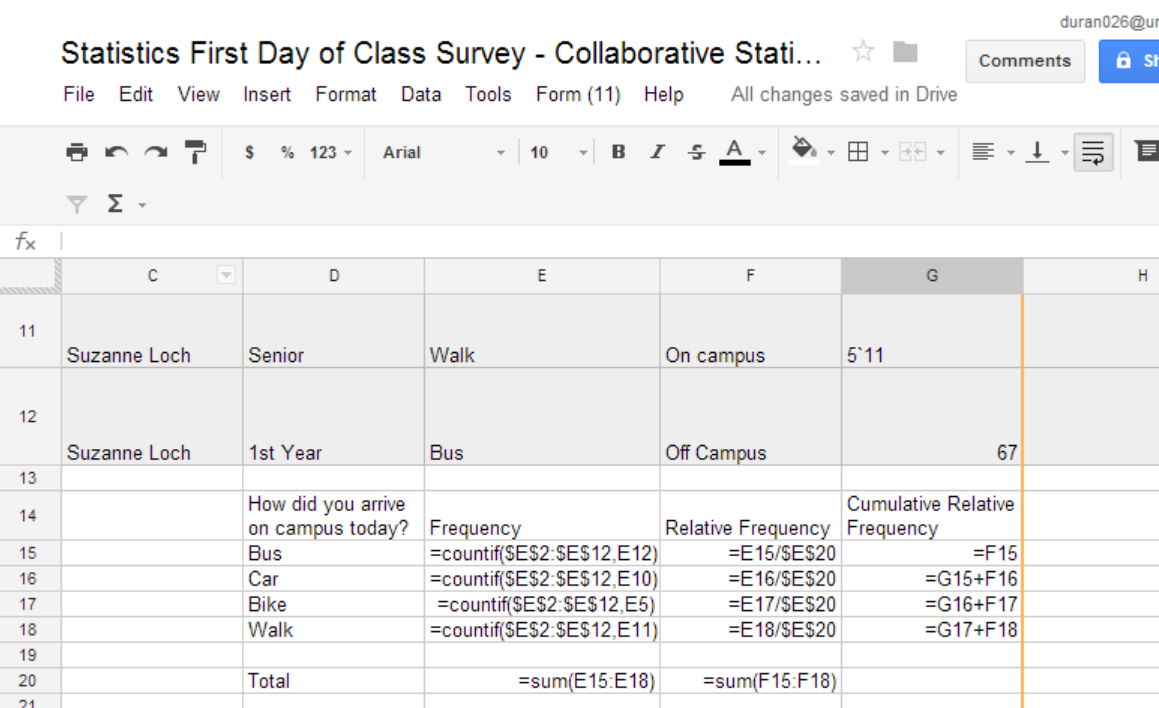 duran026@u
Statistics First Day of Class Survey - Collaborative Stati...
Comments
Sh
File Edit View Insert Format Data Tools Form (11) Help All changes saved in Drive
$ % 123 Arial 10 B I S A
Σ
fx
C D E F G H
11 Suzanne Loch Senior Walk On campus 5`11
12 Suzanne Loch 1st Year Bus Off Campus 67
13
14 How did you arrive on campus today? Frequency Relative Frequency Cumulative Relative Frequency
15 Bus =countif($E$2:$E$12,E12) =E15/$E$20 =F15
16 Car =countif($E$2:$E$12,E10) =E16/$E$20 =G15+F16
17 Bike =countif($E$2:$E$12,E5) =E17/$E$20 =G16+F17
18 Walk =countif($E$2:$E$12,E11) =E18/$E$20 =G17+F18
19
20 Total =sum(E15:E18) =sum(F15:F18)
21